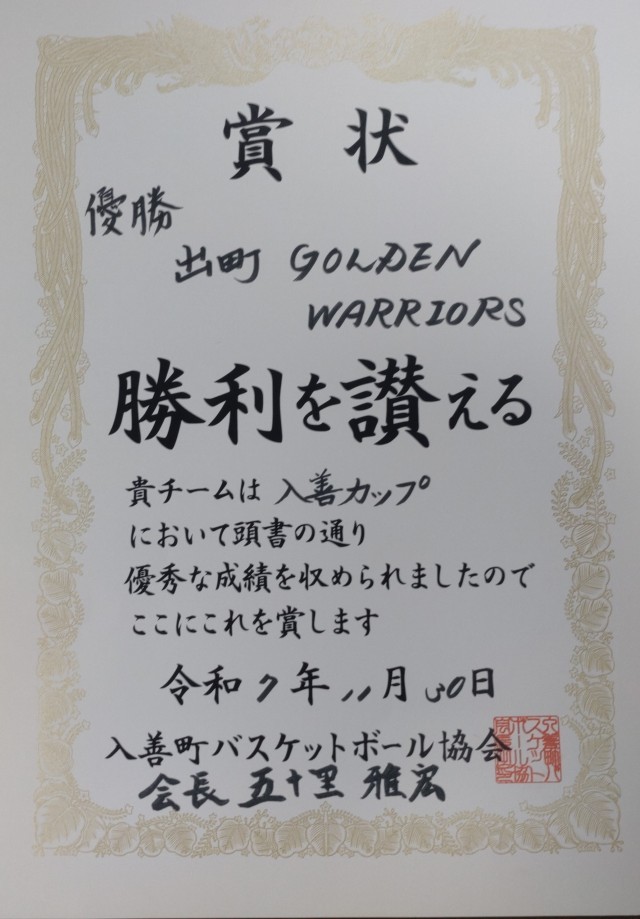 賞状
優勝
出町 GOLDEN
WARRIORS
勝利を讃える
貴チームは 入善カップ
において頭書の通り
優秀な成績を収められましたので
ここにこれを賞します
令和7年11月30日
入善町バスケットボール協会
会長 五十里 雅宏